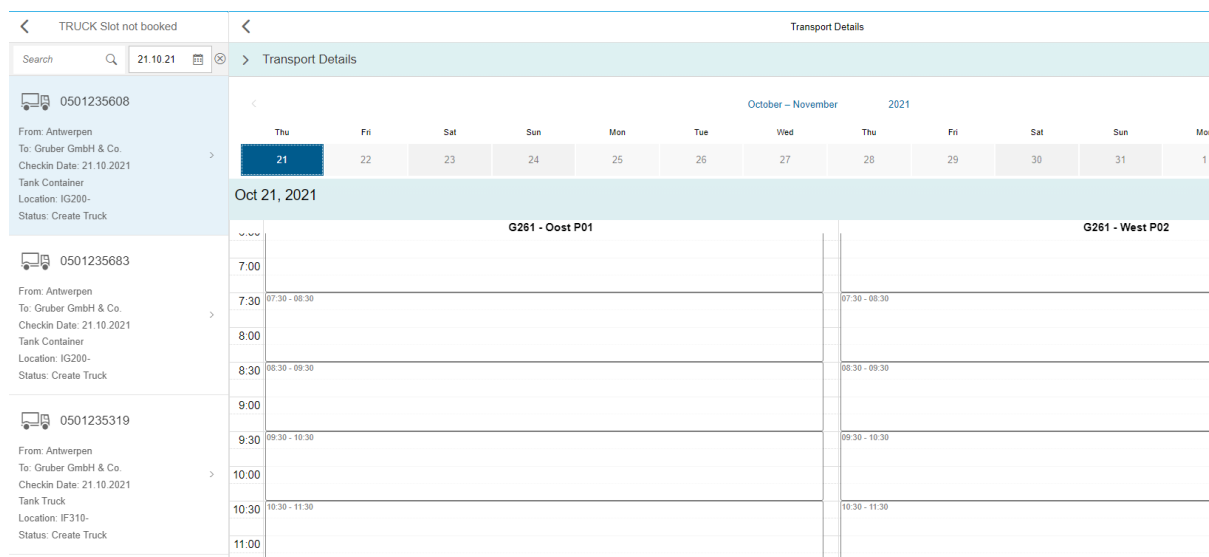 TRUCK Slot not booked
Search
21.10.21
0501235608
From: Antwerpen
To: Gruber GmbH & Co.
Checkin Date: 21.10.2021
Tank Container
Location: IG200-
Status: Create Truck
0501235683
From: Antwerpen
To: Gruber GmbH & Co.
Checkin Date: 21.10.2021
Tank Container
Location: IG200-
Status: Create Truck
0501235319
From: Antwerpen
To: Gruber GmbH & Co.
Checkin Date: 21.10.2021
Tank Truck
Location: IF310-
Status: Create Truck
Transport Details
Transport Details
October – November 2021
Thu Fri Sat Sun Mon Tue Wed Thu Fri Sat Sun
21 22 23 24 25 26 27 28 29 30 31 1
Oct 21, 2021
G261 - Oost P01 G261 - West P02
7:00
7:30 07:30 - 08:30 07:30 - 08:30
8:00
8:30 08:30 - 09:30 08:30 - 09:30
9:00
9:30 09:30 - 10:30 09:30 - 10:30
10:00
10:30 10:30 - 11:30 10:30 - 11:30
11:00